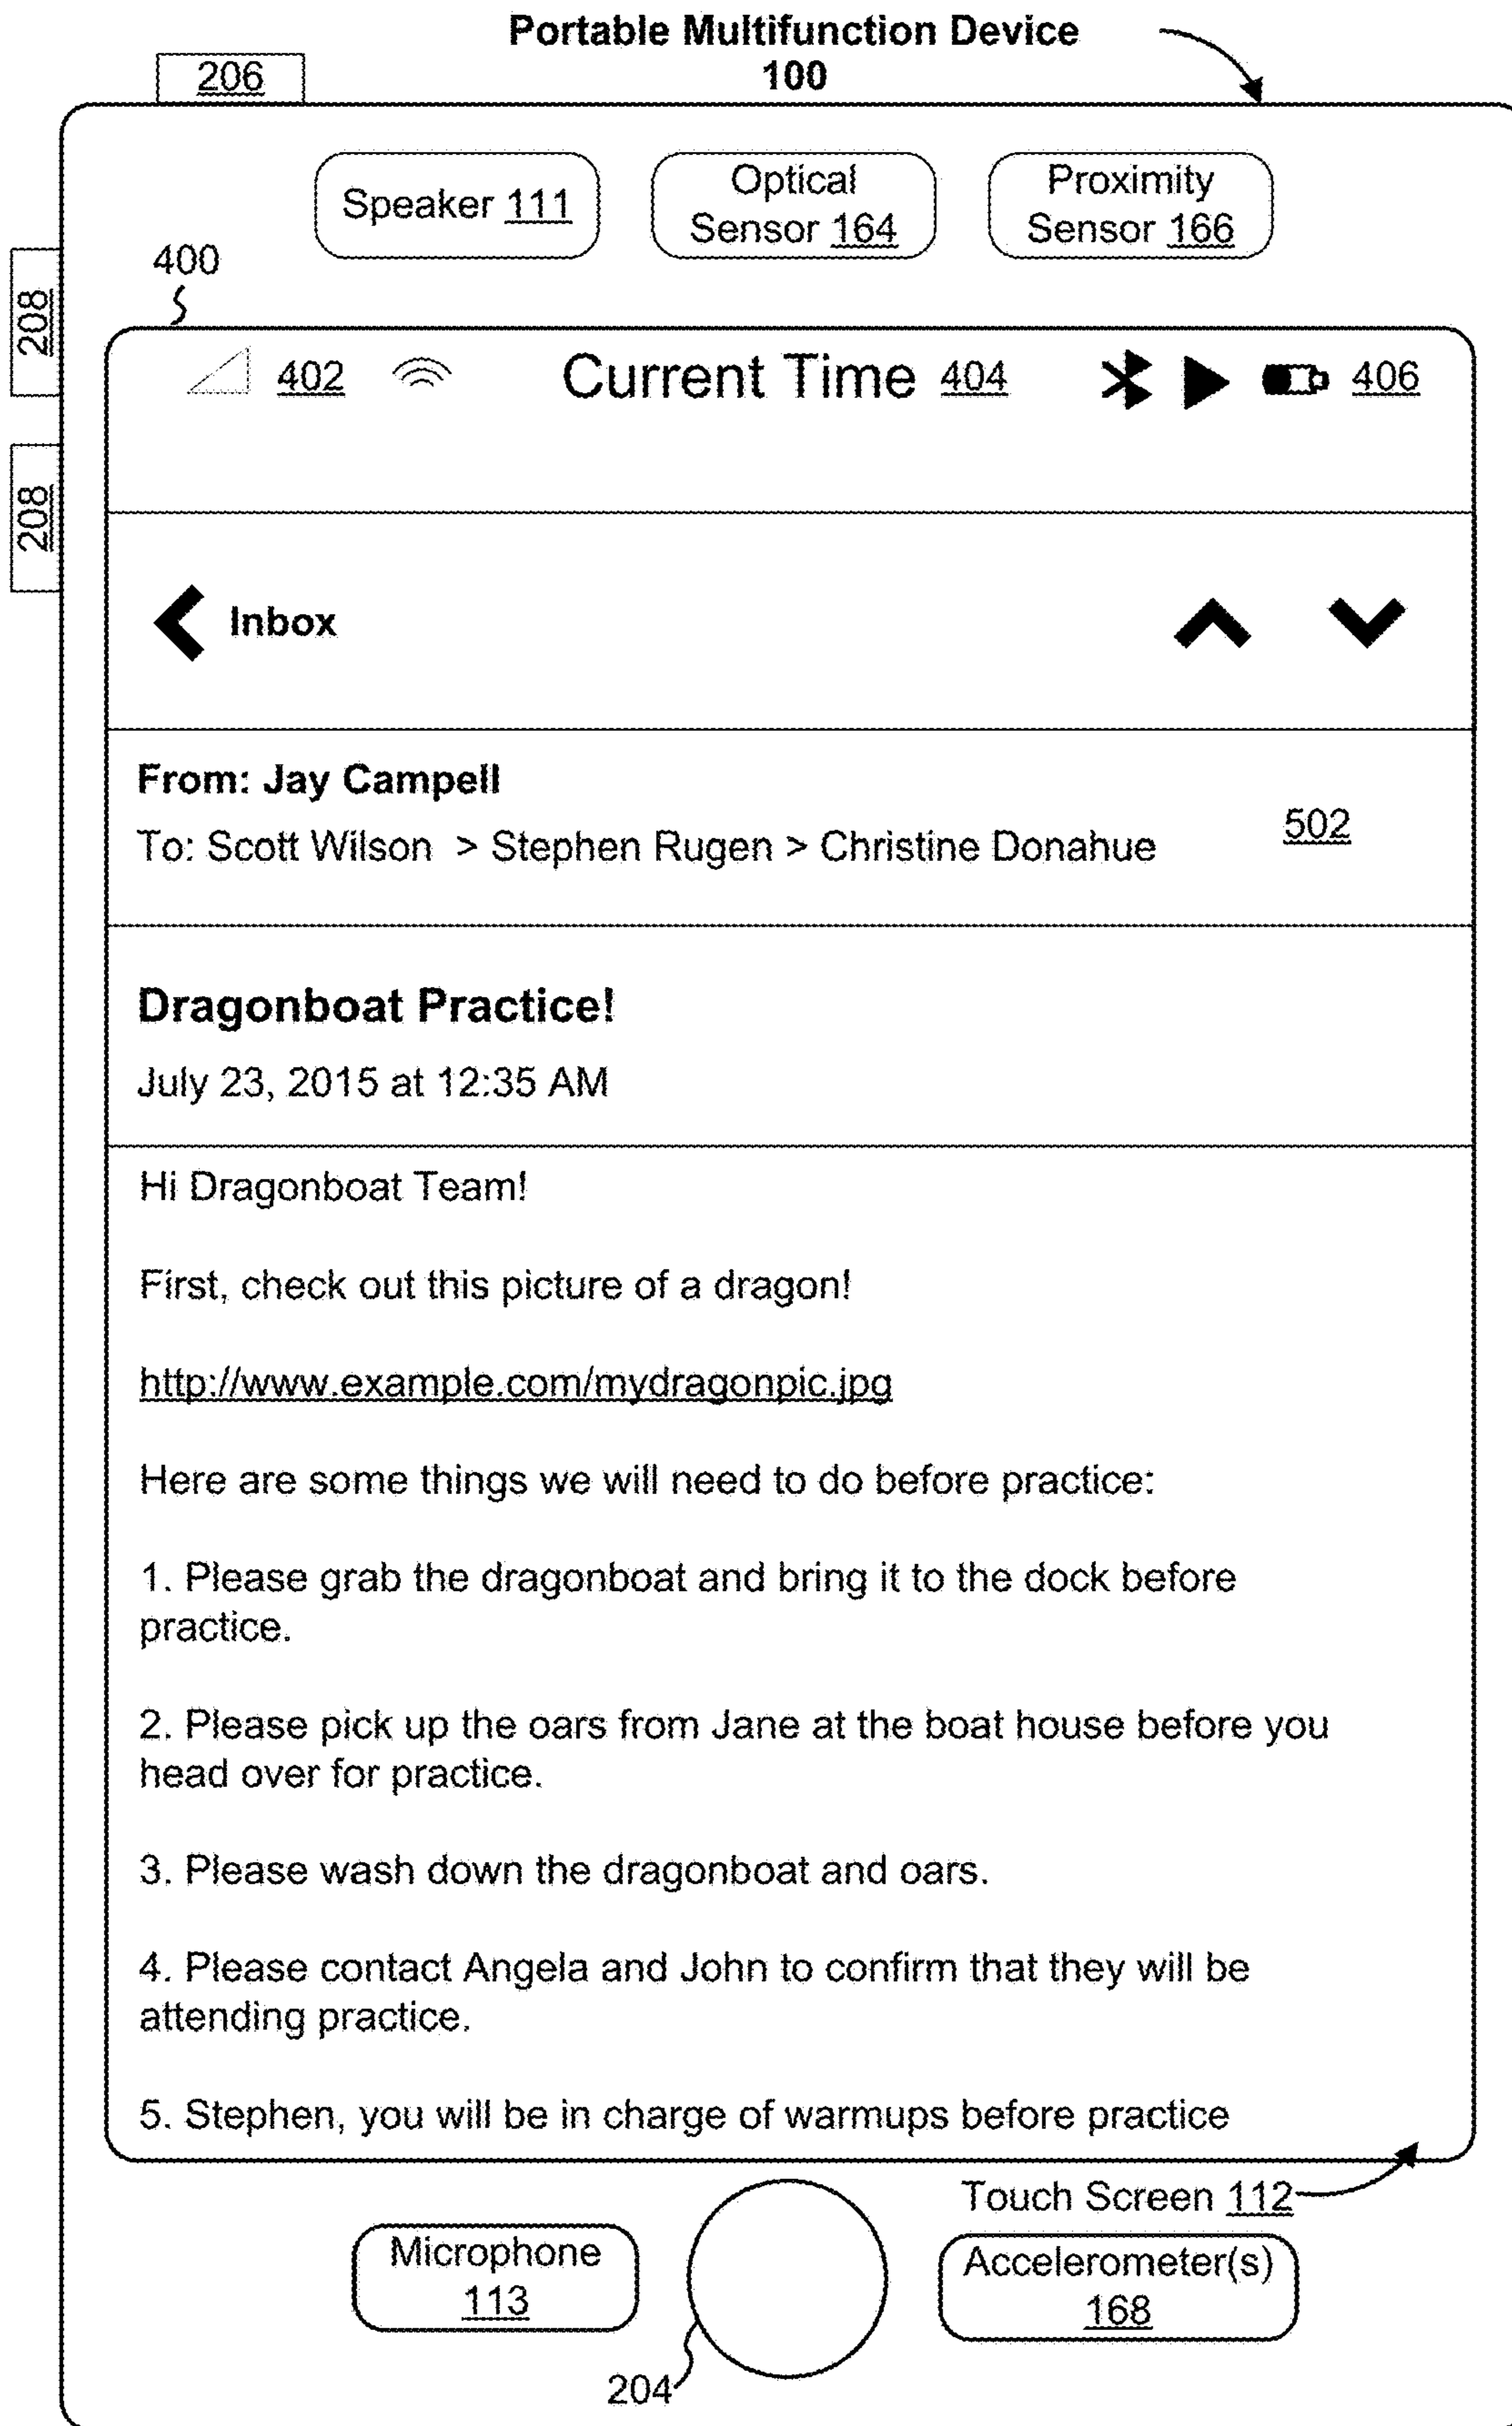 Portable Multifunction Device
100
206
Speaker 111
Optical
Sensor 164
Proximity
Sensor 166
400
208
208
402
Current Time 404
406
Inbox
From: Jay Campell
To: Scott Wilson > Stephen Rugen > Christine Donahue
502
Dragonboat Practice!
July 23, 2015 at 12:35 AM
Hi Dragonboat Team!
First, check out this picture of a dragon!
http://www.example.com/mydragonpic.jpg
Here are some things we will need to do before practice:
1. Please grab the dragonboat and bring it to the dock before
practice.
2. Please pick up the oars from Jane at the boat house before you
head over for practice.
3. Please wash down the dragonboat and oars.
4. Please contact Angela and John to confirm that they will be
attending practice.
5. Stephen, you will be in charge of warmups before practice
Touch Screen 112
Microphone
113
Accelerometer(s)
168
204